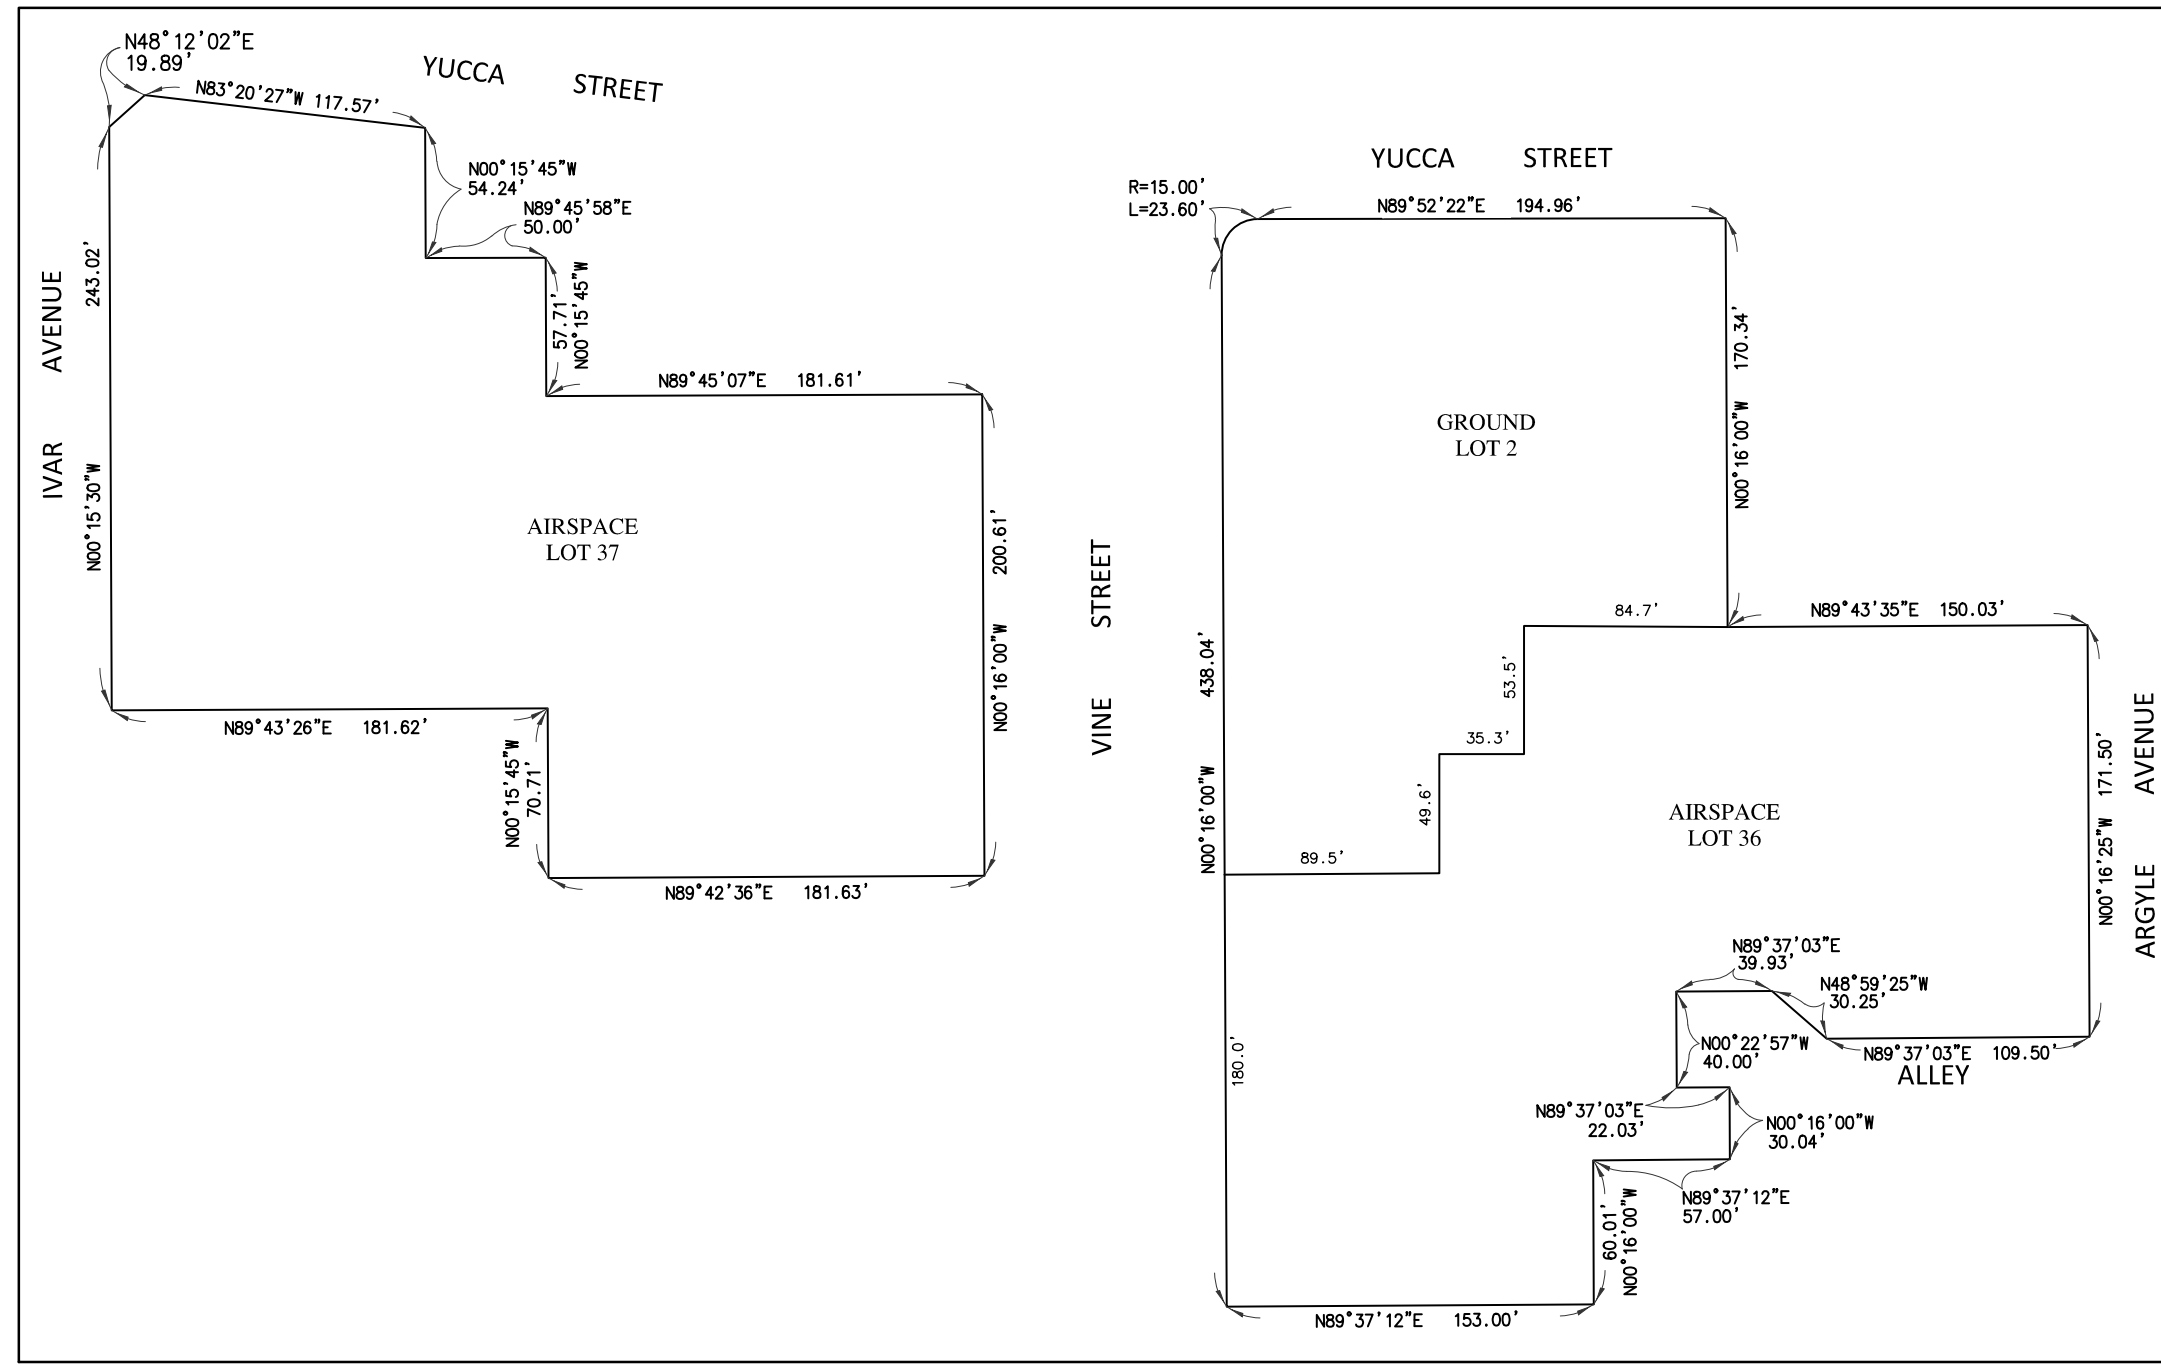 N48°12'02"E
19.89'
N83°20'27"W 117.57'
YUCCA STREET
N00°15'45"W
54.24'
N89°45'58"E
50.00'
57.71'
N00°15'45"W
N89°45'07"E 181.61'
IVAR AVENUE
N00°15'30"W 243.02'
AIRSPACE
LOT 37
N00°16'00"W 200.61'
N89°43'26"E 181.62'
N00°15'45"W
70.71'
N89°42'36"E 181.63'
VINE STREET
YUCCA STREET
R=15.00'
L=23.60'
N89°52'22"E 194.96'
N00°16'00"W 170.34'
GROUND
LOT 2
N00°16'00"W 438.04'
84.7'
N89°43'35"E 150.03'
53.5'
35.3'
49.6'
89.5'
AIRSPACE
LOT 36
N00°16'25"W 171.50'
ARGYLE AVENUE
N89°37'03"E
39.93'
N48°59'25"W
30.25'
N00°22'57"W
40.00'
N89°37'03"E 109.50'
ALLEY
180.0'
N89°37'03"E
22.03'
N00°16'00"W
30.04'
N89°37'12"E
57.00'
60.01'
N00°16'00"W
N89°37'12"E 153.00'